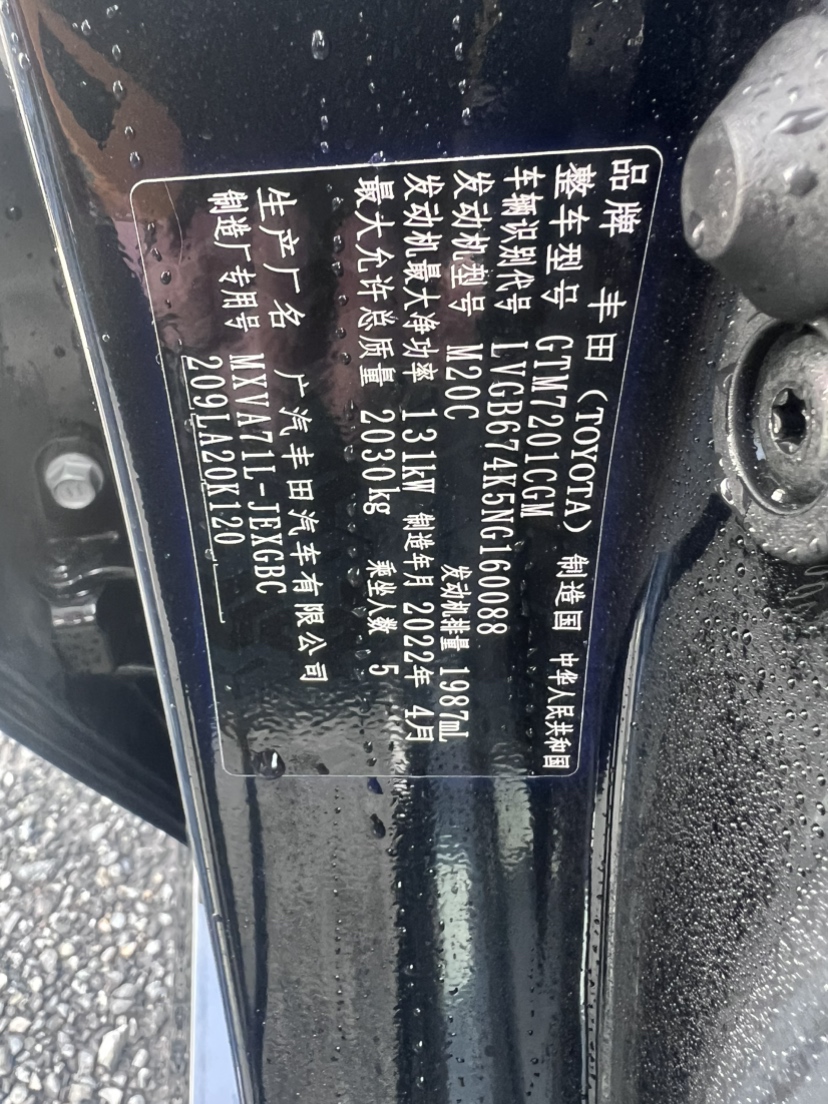 品牌 丰田（TOYOTA） 制造国 中华人民共和国
整车型号 GTM7201CGM
车辆识别代号 LVGB674K5NG160088
发动机型号 M20C 发动机排量 1987mL
发动机最大净功率 131kW 制造年月 2022年 4月
最大允许总质量 2030kg 乘坐人数 5
生产厂名 广汽丰田汽车有限公司
制造厂专用号 MXVA71L-JEXGBC
209LA20K120